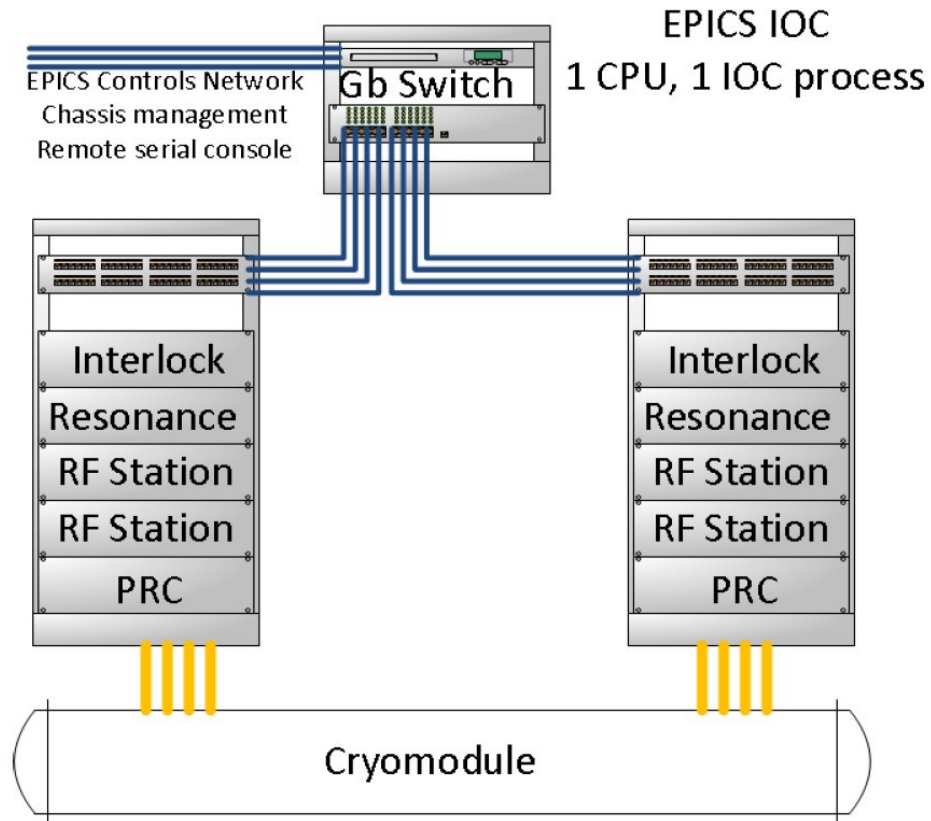 EPICS IOC
1 CPU, 1 IOC process
EPICS Controls Network
Chassis management
Remote serial console
Gb Switch
Interlock
Resonance
RF Station
RF Station
PRC
Interlock
Resonance
RF Station
RF Station
PRC
Cryomodule